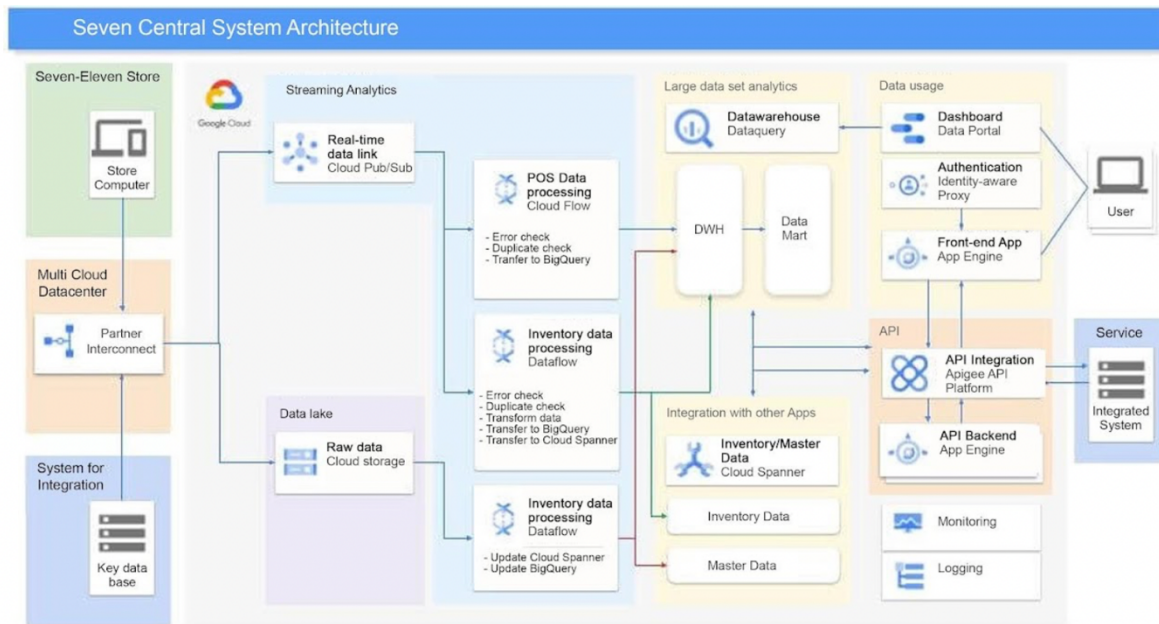 Seven Central System Architecture
Seven-Eleven Store
Store
Computer
Multi Cloud
Datacenter
Partner
Interconnect
System for
Integration
Key data
base
Google Cloud
Streaming Analytics
Real-time
data link
Cloud Pub/Sub
POS Data
processing
Cloud Flow
- Error check
- Duplicate check
- Tranfer to BigQuery
Inventory data
processing
Dataflow
- Error check
- Duplicate check
- Transform data
- Transfer to BigQuery
- Transfer to Cloud Spanner
Data lake
Raw data
Cloud storage
Inventory data
processing
Dataflow
- Update Cloud Spanner
- Update BigQuery
Large data set analytics
Datawarehouse
Dataquery
DWH
Data
Mart
Integration with other Apps
Inventory/Master
Data
Cloud Spanner
Inventory Data
Master Data
Data usage
Dashboard
Data Portal
Authentication
Identity-aware
Proxy
Front-end App
App Engine
User
API
API Integration
Apigee API
Platform
API Backend
App Engine
Service
Integrated
System
Monitoring
Logging